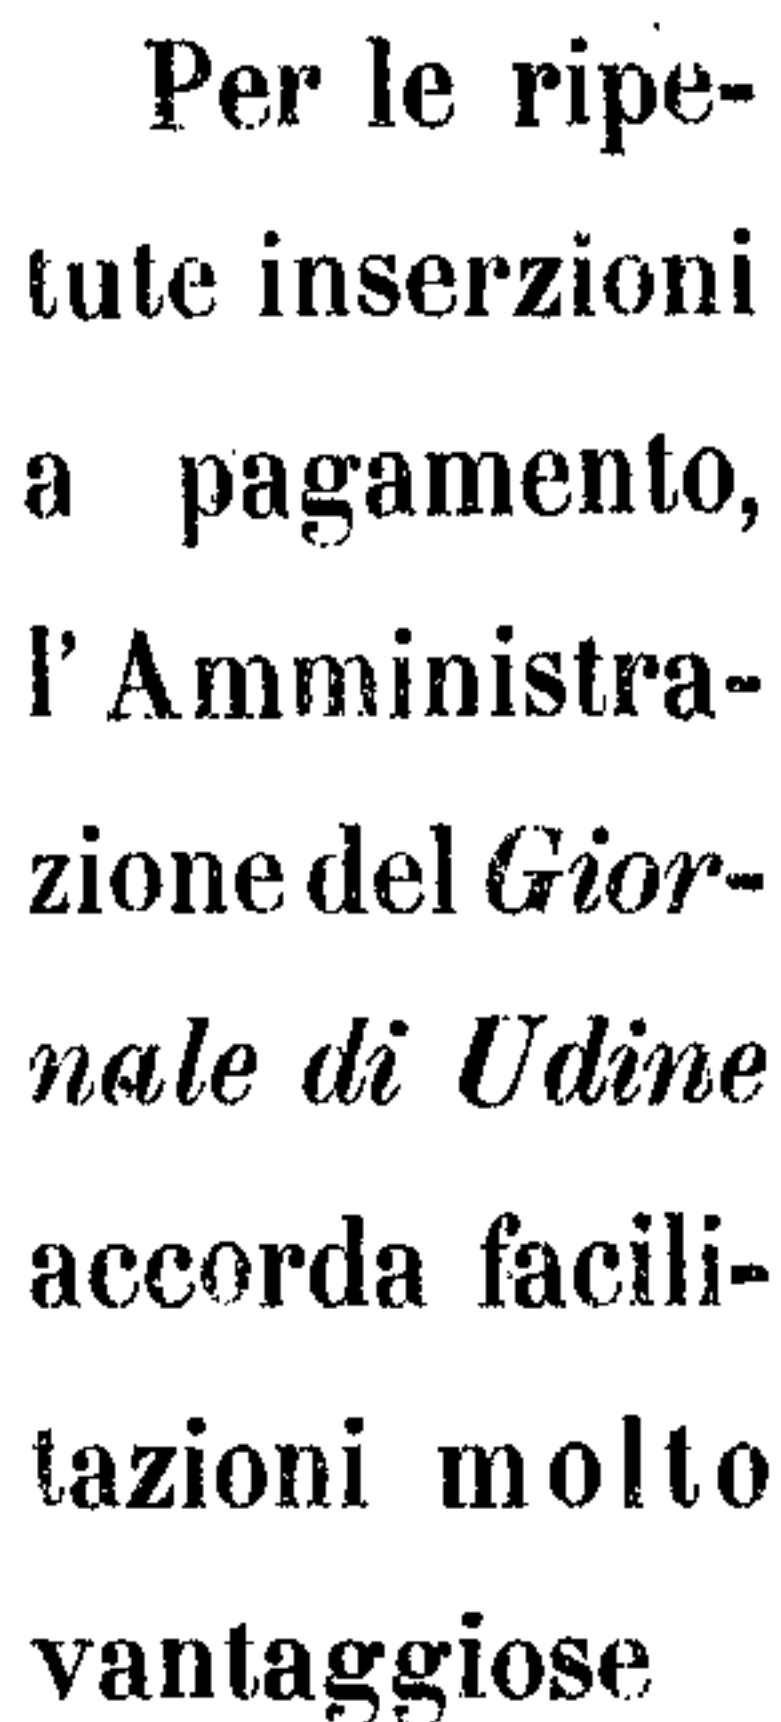 Per le ripe-
tute inserzioni
a pagamento,
l' Amministra-
zione del Gior-
nale di Udine
accorda facili-
tazioni molto
vantaggiose